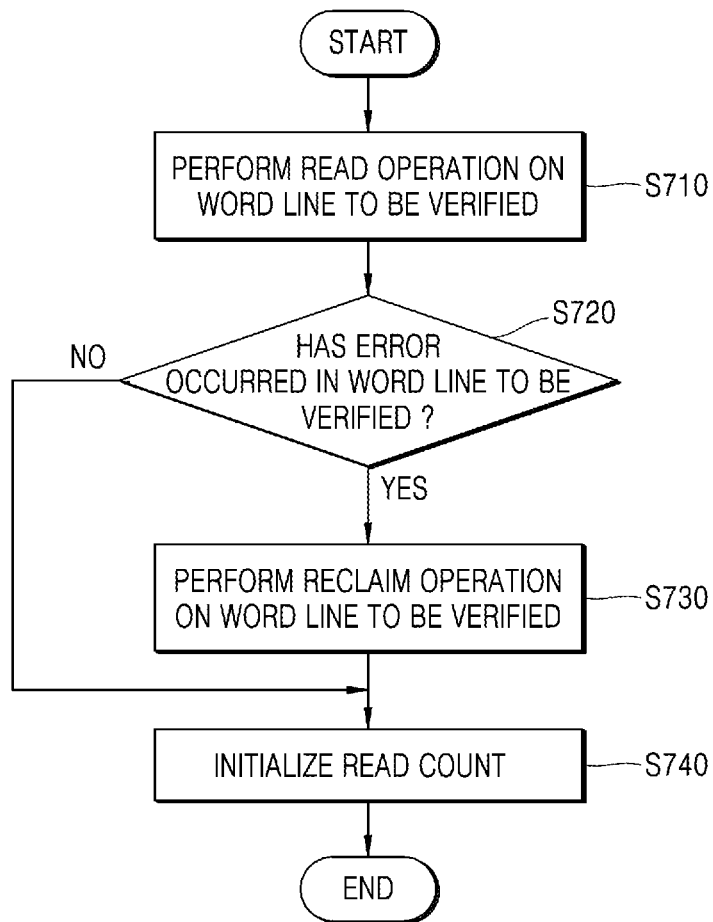 START
PERFORM READ OPERATION ON
WORD LINE TO BE VERIFIED
S710
S720
HAS ERROR
OCCURRED IN WORD LINE TO BE
VERIFIED ?
NO
YES
PERFORM RECLAIM OPERATION
ON WORD LINE TO BE VERIFIED
S730
INITIALIZE READ COUNT
S740
END